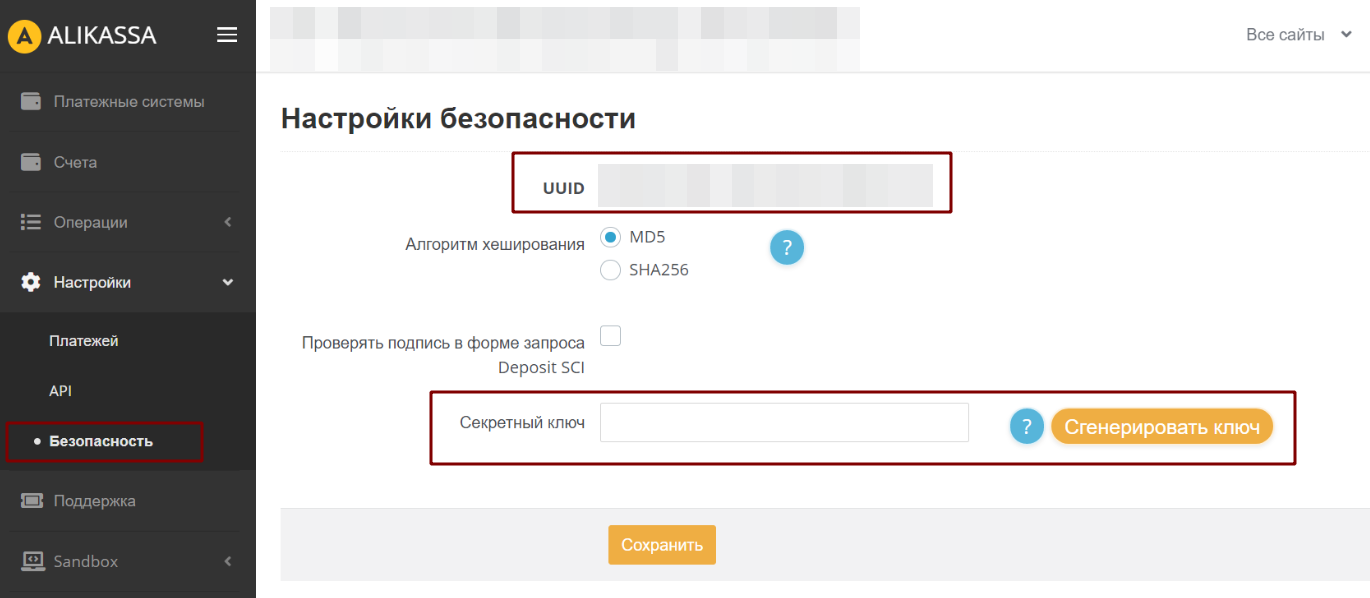 ALIKASSA
Все сайты
Платежные системы
Счета
Операции
Настройки
Платежей
API
Безопасность
Поддержка
Sandbox
Настройки безопасности
UUID
Алгоритм хеширования
MD5
?
SHA256
Проверять подпись в форме запроса
Deposit SCI
Секретный ключ
?
Сгенерировать ключ
Сохранить